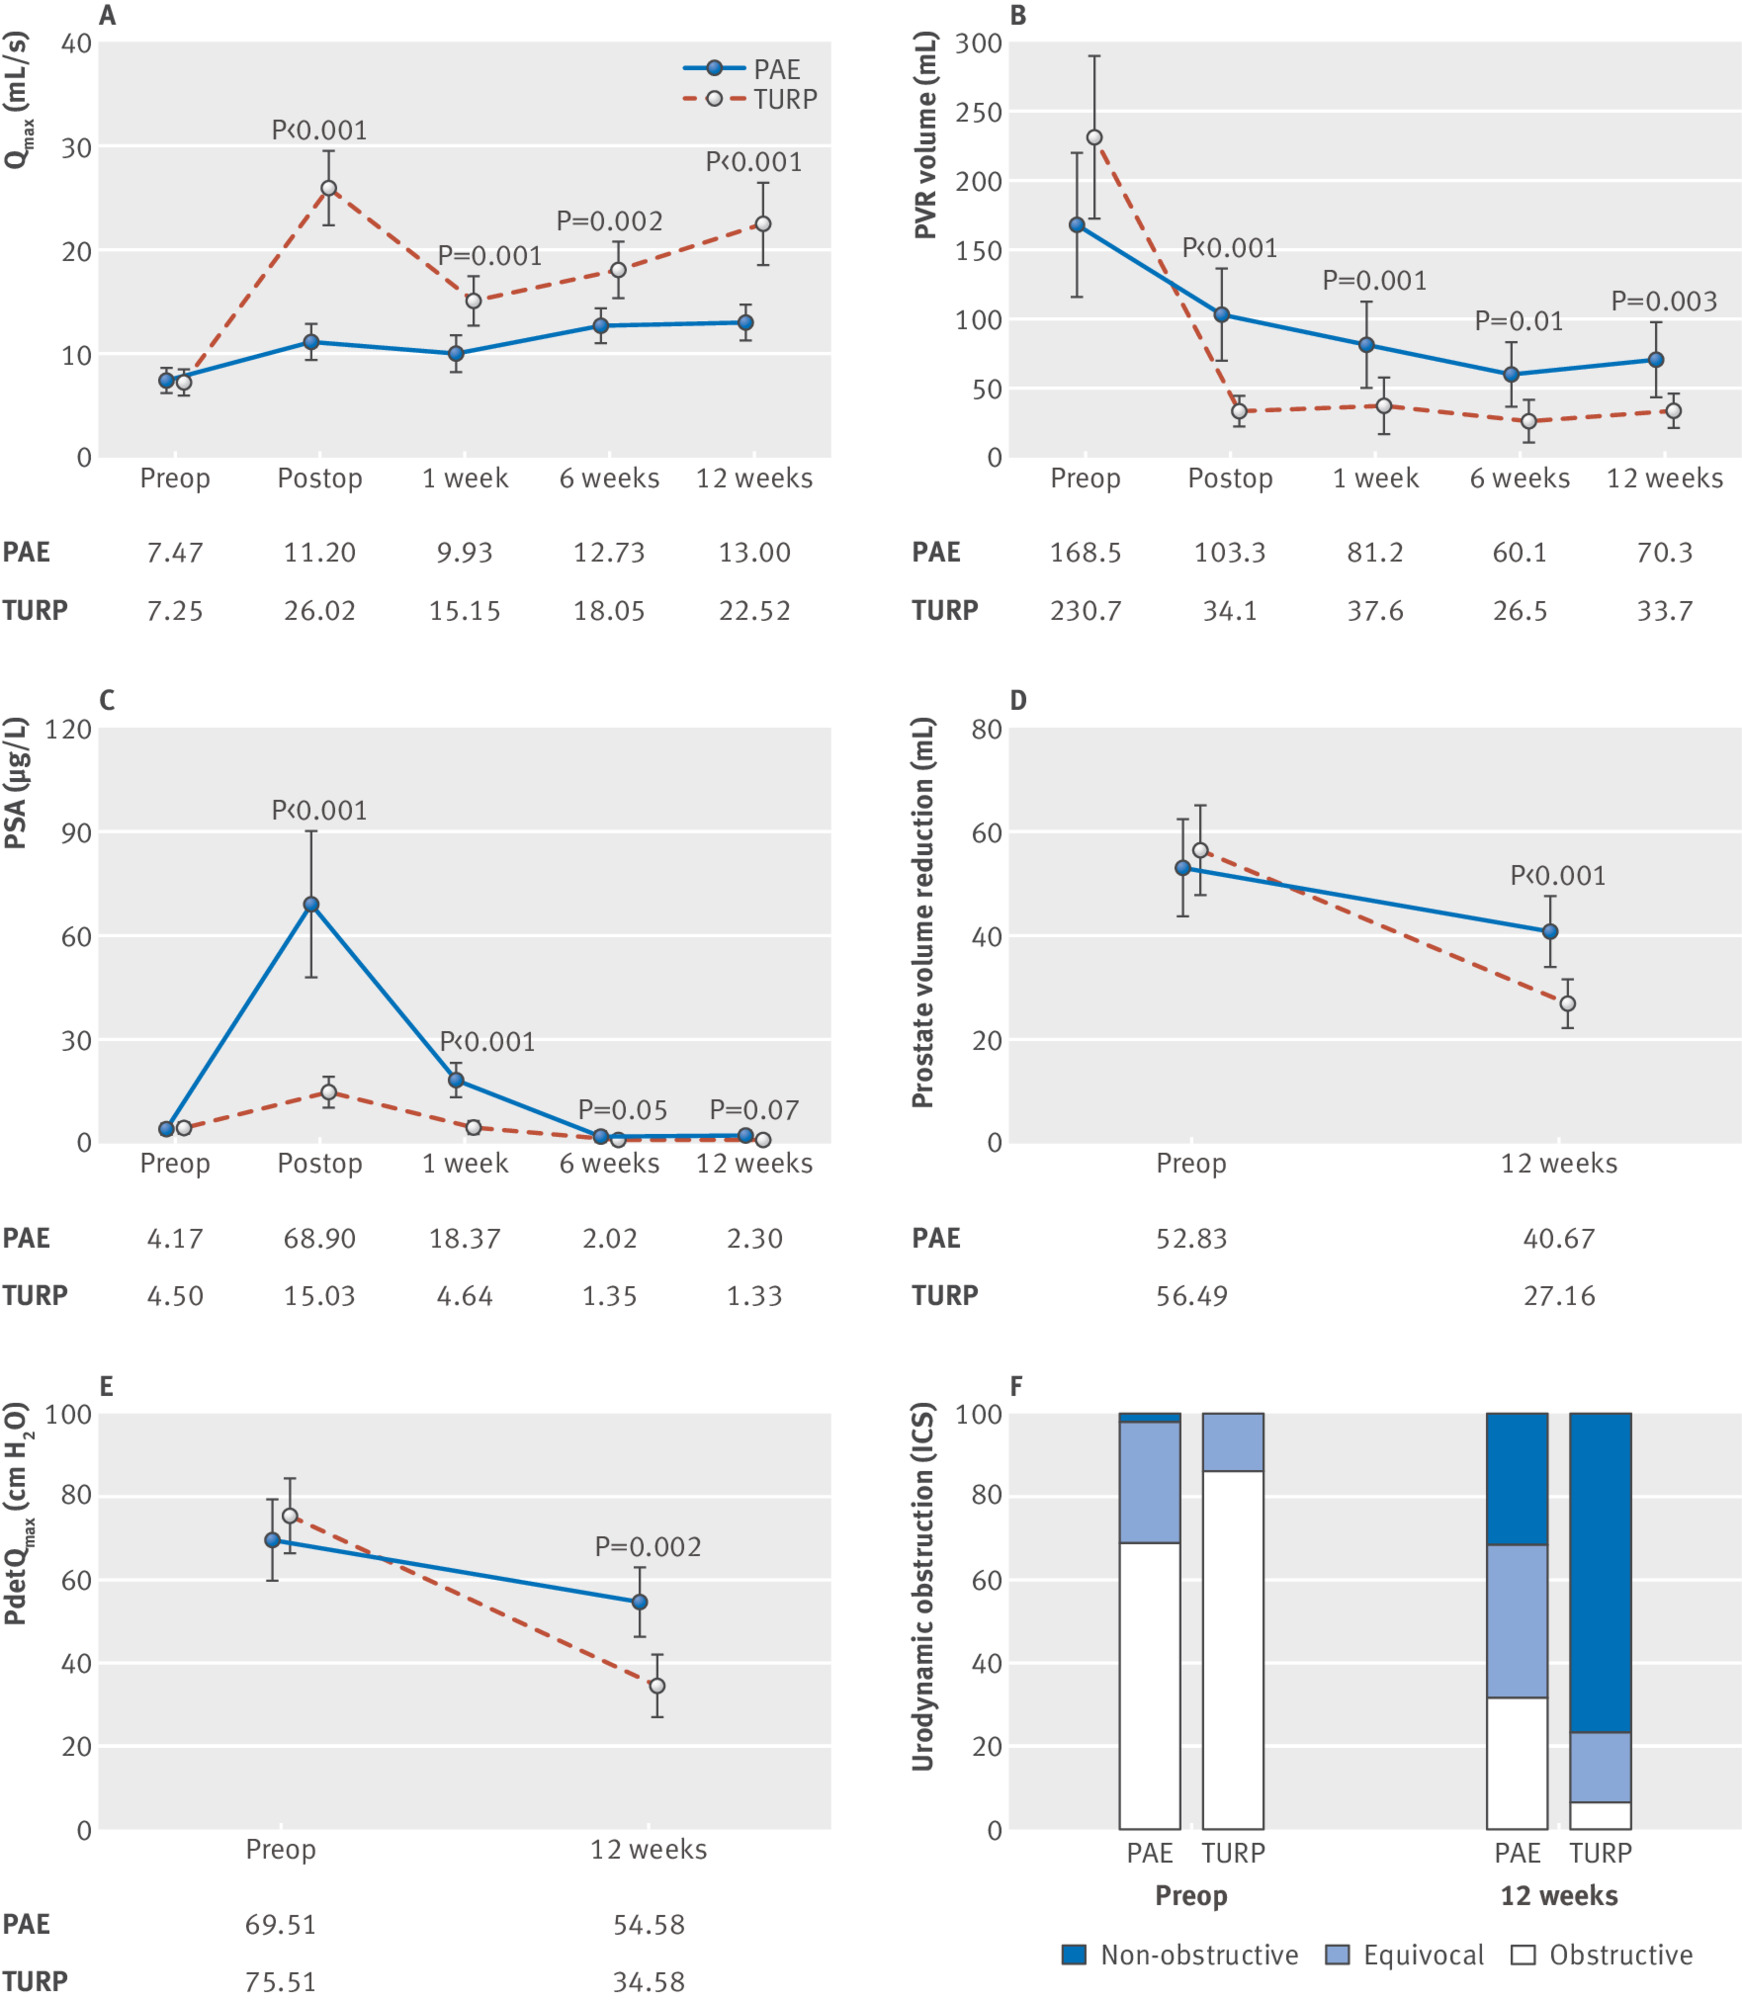 A
Qmax (mL/s)
40
30
20
10
0
PAE
TURP
P<0.001
P=0.001
P=0.002
P<0.001
Preop Postop 1 week 6 weeks 12 weeks
PAE 7.47 11.20 9.93 12.73 13.00
TURP 7.25 26.02 15.15 18.05 22.52
B
PVR volume (mL)
300
250
200
150
100
50
0
P<0.001
P=0.001
P=0.01
P=0.003
Preop Postop 1 week 6 weeks 12 weeks
PAE 168.5 103.3 81.2 60.1 70.3
TURP 230.7 34.1 37.6 26.5 33.7
C
PSA (µg/L)
120
90
60
30
0
P<0.001
P<0.001
P=0.05
P=0.07
Preop Postop 1 week 6 weeks 12 weeks
PAE 4.17 68.90 18.37 2.02 2.30
TURP 4.50 15.03 4.64 1.35 1.33
D
Prostate volume reduction (mL)
80
60
40
20
0
P<0.001
Preop 12 weeks
PAE 52.83 40.67
TURP 56.49 27.16
E
PdetQmax (cm H2O)
100
80
60
40
20
0
P=0.002
Preop 12 weeks
PAE 69.51 54.58
TURP 75.51 34.58
F
Urodynamic obstruction (ICS)
100
80
60
40
20
0
PAE TURP PAE TURP
Preop 12 weeks
Non-obstructive Equivocal Obstructive